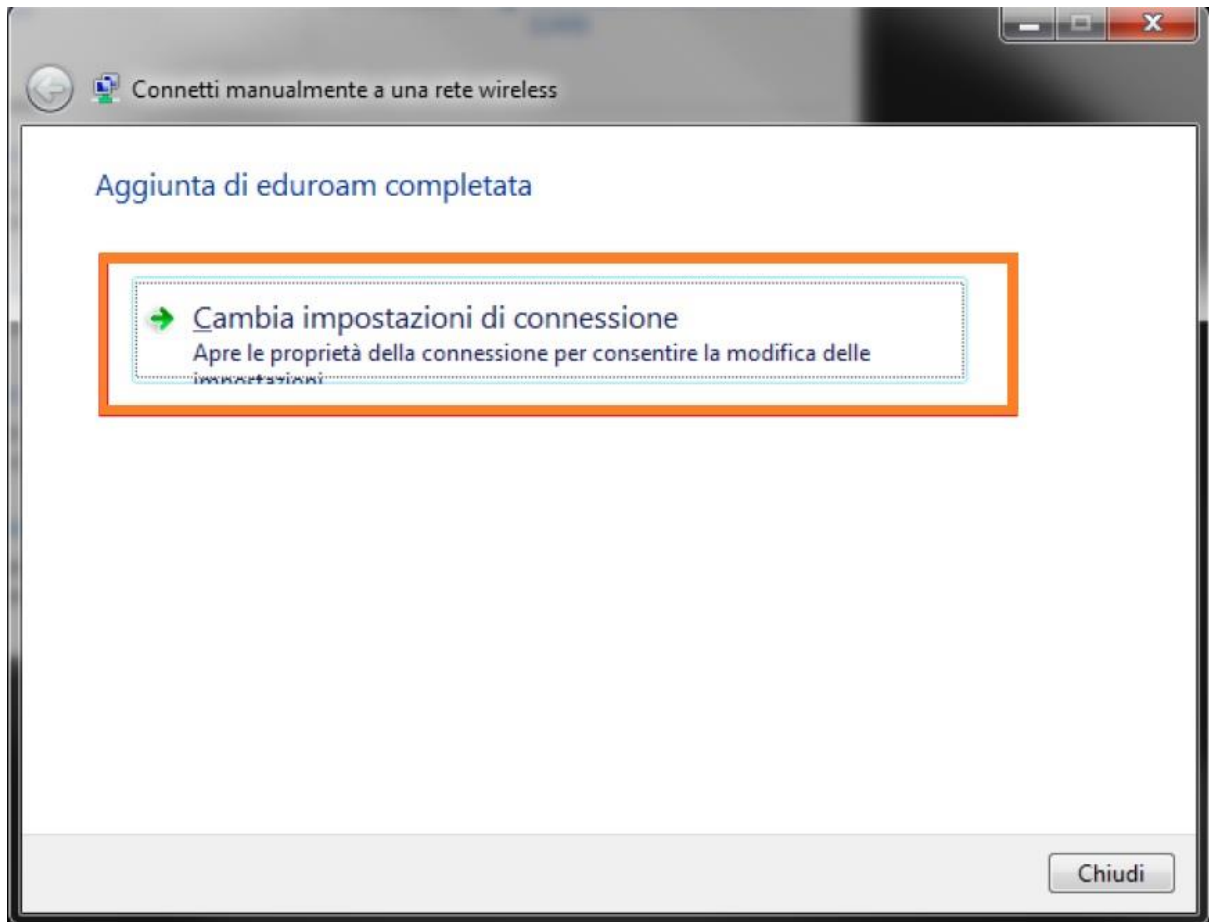 Connetti manualmente a una rete wireless
Aggiunta di eduroam completata
Cambia impostazioni di connessione
Apre le proprietà della connessione per consentire la modifica delle
impostazioni
Chiudi